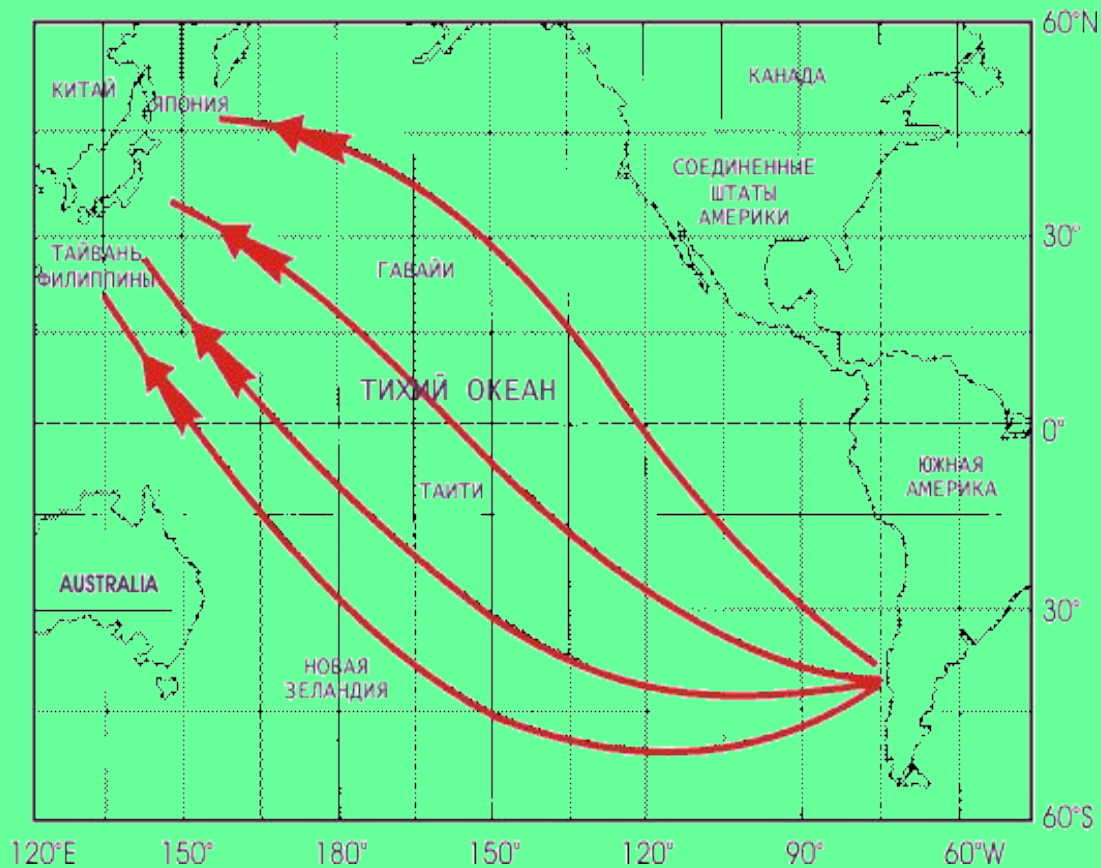 60°N
КИТАЙ
ЯПОНИЯ
КАНАДА
СОЕДИНЕННЫЕ
ШТАТЫ
АМЕРИКИ
30°
ТАЙВАНЬ
ФИЛИППИНЫ
ГАВАЙИ
ТИХИЙ ОКЕАН
0°
ТАИТИ
ЮЖНАЯ
АМЕРИКА
AUSTRALIA
30°
НОВАЯ
ЗЕЛАНДИЯ
60°S
120°E 150° 180° 150° 120° 90° 60°W